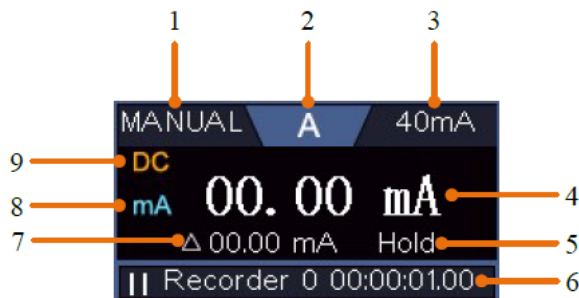 1 2 3
MANUAL A 40mA
9 DC
8 mA 00.00 mA 4
7 △ 00.00 mA Hold 5
|| Recorder 0 00:00:01.00 6